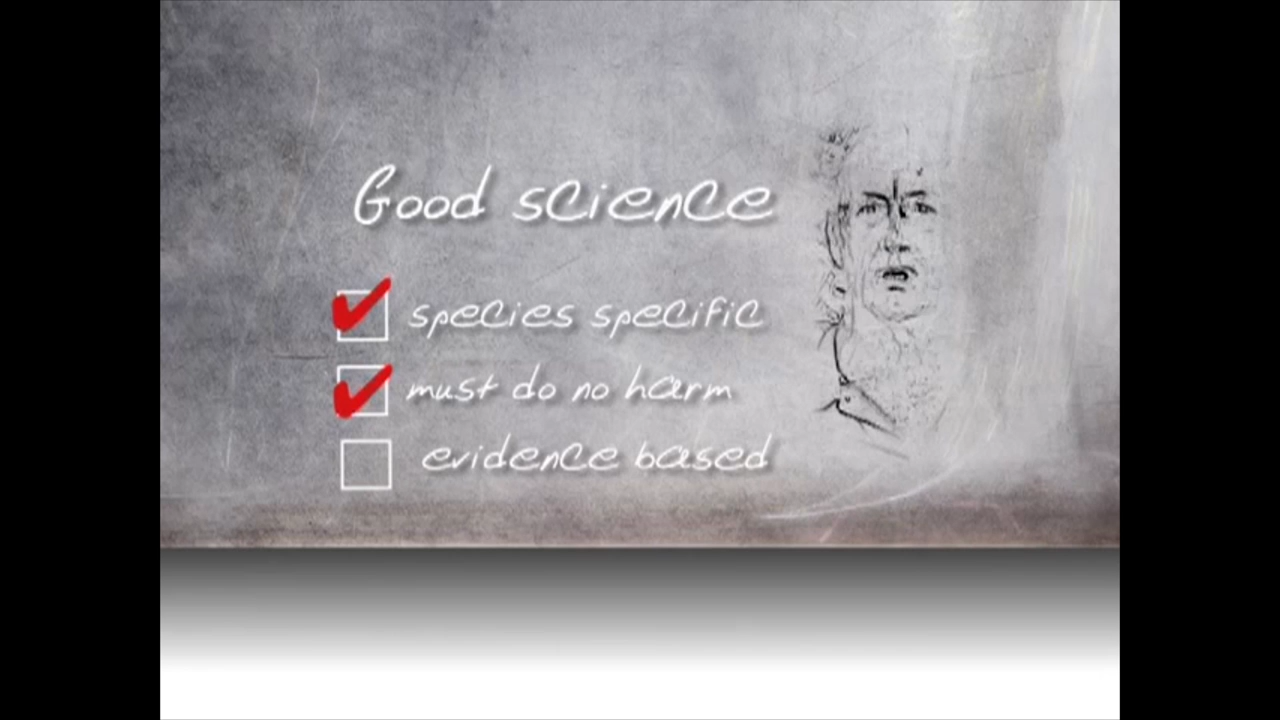 Good science
species specific
must do no harm
evidence based